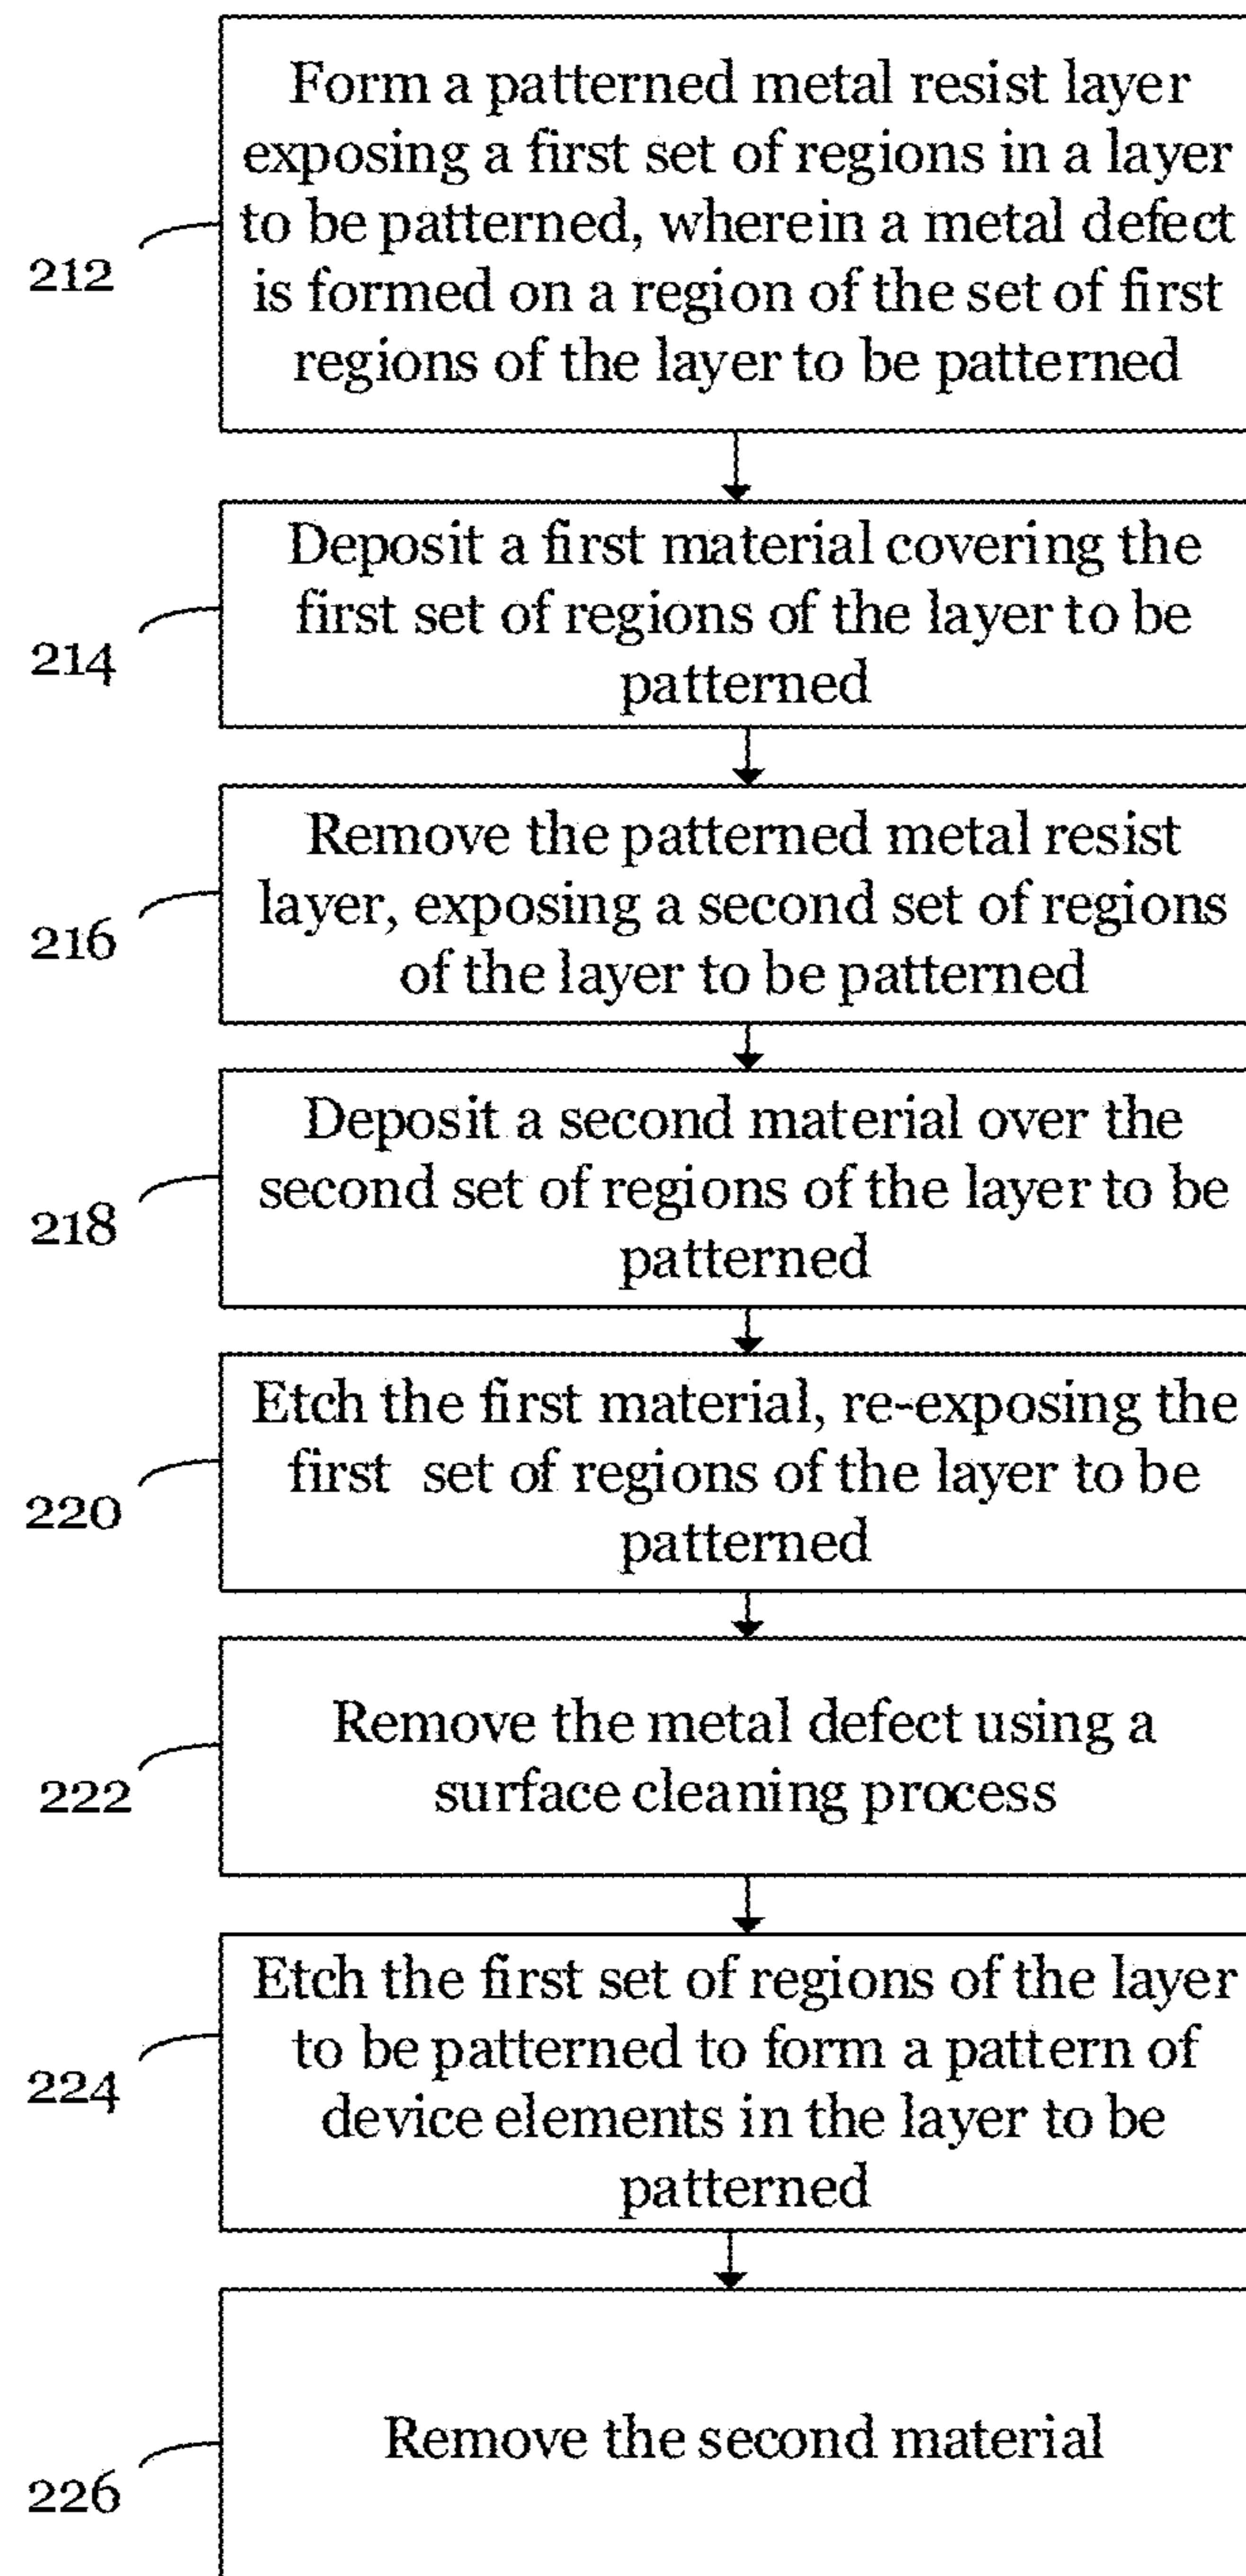 Form a patterned metal resist layer
exposing a first set of regions in a layer
to be patterned, wherein a metal defect
is formed on a region of the set of first
regions of the layer to be patterned
212
Deposit a first material covering the
first set of regions of the layer to be
patterned
214
Remove the patterned metal resist
layer, exposing a second set of regions
of the layer to be patterned
216
Deposit a second material over the
second set of regions of the layer to be
patterned
218
Etch the first material, re-exposing the
first set of regions of the layer to be
patterned
220
Remove the metal defect using a
surface cleaning process
222
Etch the first set of regions of the layer
to be patterned to form a pattern of
device elements in the layer to be
patterned
224
Remove the second material
226